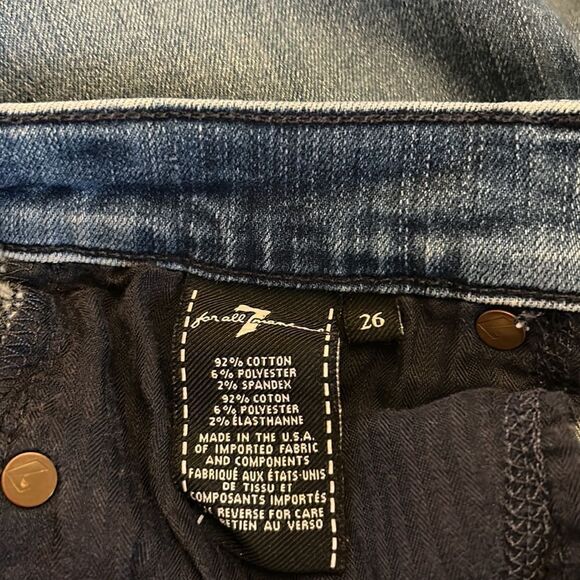 7
for all mankind
26
92% COTTON
6% POLYESTER
2% SPANDEX
92% COTON
6% POLYESTER
2% ÉLASTHANNE
MADE IN THE U.S.A.
OF IMPORTED FABRIC
AND COMPONENTS
FABRIQUÉ AUX ÉTATS-UNIS
DE TISSU ET
COMPOSANTS IMPORTÉS
REVERSE FOR CARE
AU VERSO